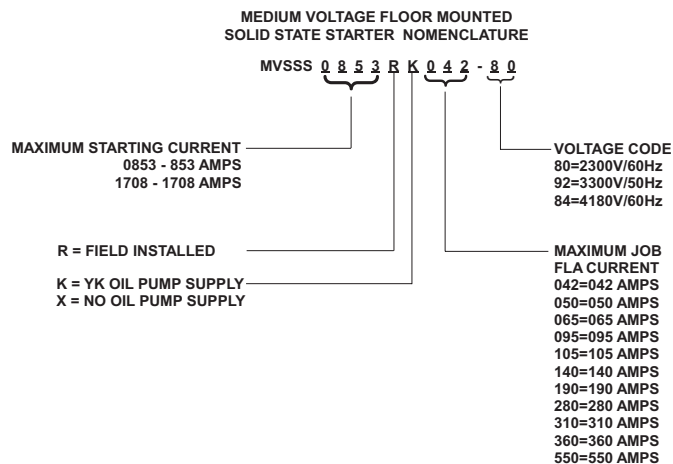 MEDIUM VOLTAGE FLOOR MOUNTED
SOLID STATE STARTER NOMENCLATURE
MVSSS 0 8 5 3 R K 0 4 2 - 8 0
MAXIMUM STARTING CURRENT
0853 - 853 AMPS
1708 - 1708 AMPS
R = FIELD INSTALLED
K = YK OIL PUMP SUPPLY
X = NO OIL PUMP SUPPLY
VOLTAGE CODE
80=2300V/60Hz
92=3300V/50Hz
84=4180V/60Hz
MAXIMUM JOB
FLA CURRENT
042=042 AMPS
050=050 AMPS
065=065 AMPS
095=095 AMPS
105=105 AMPS
140=140 AMPS
190=190 AMPS
280=280 AMPS
310=310 AMPS
360=360 AMPS
550=550 AMPS